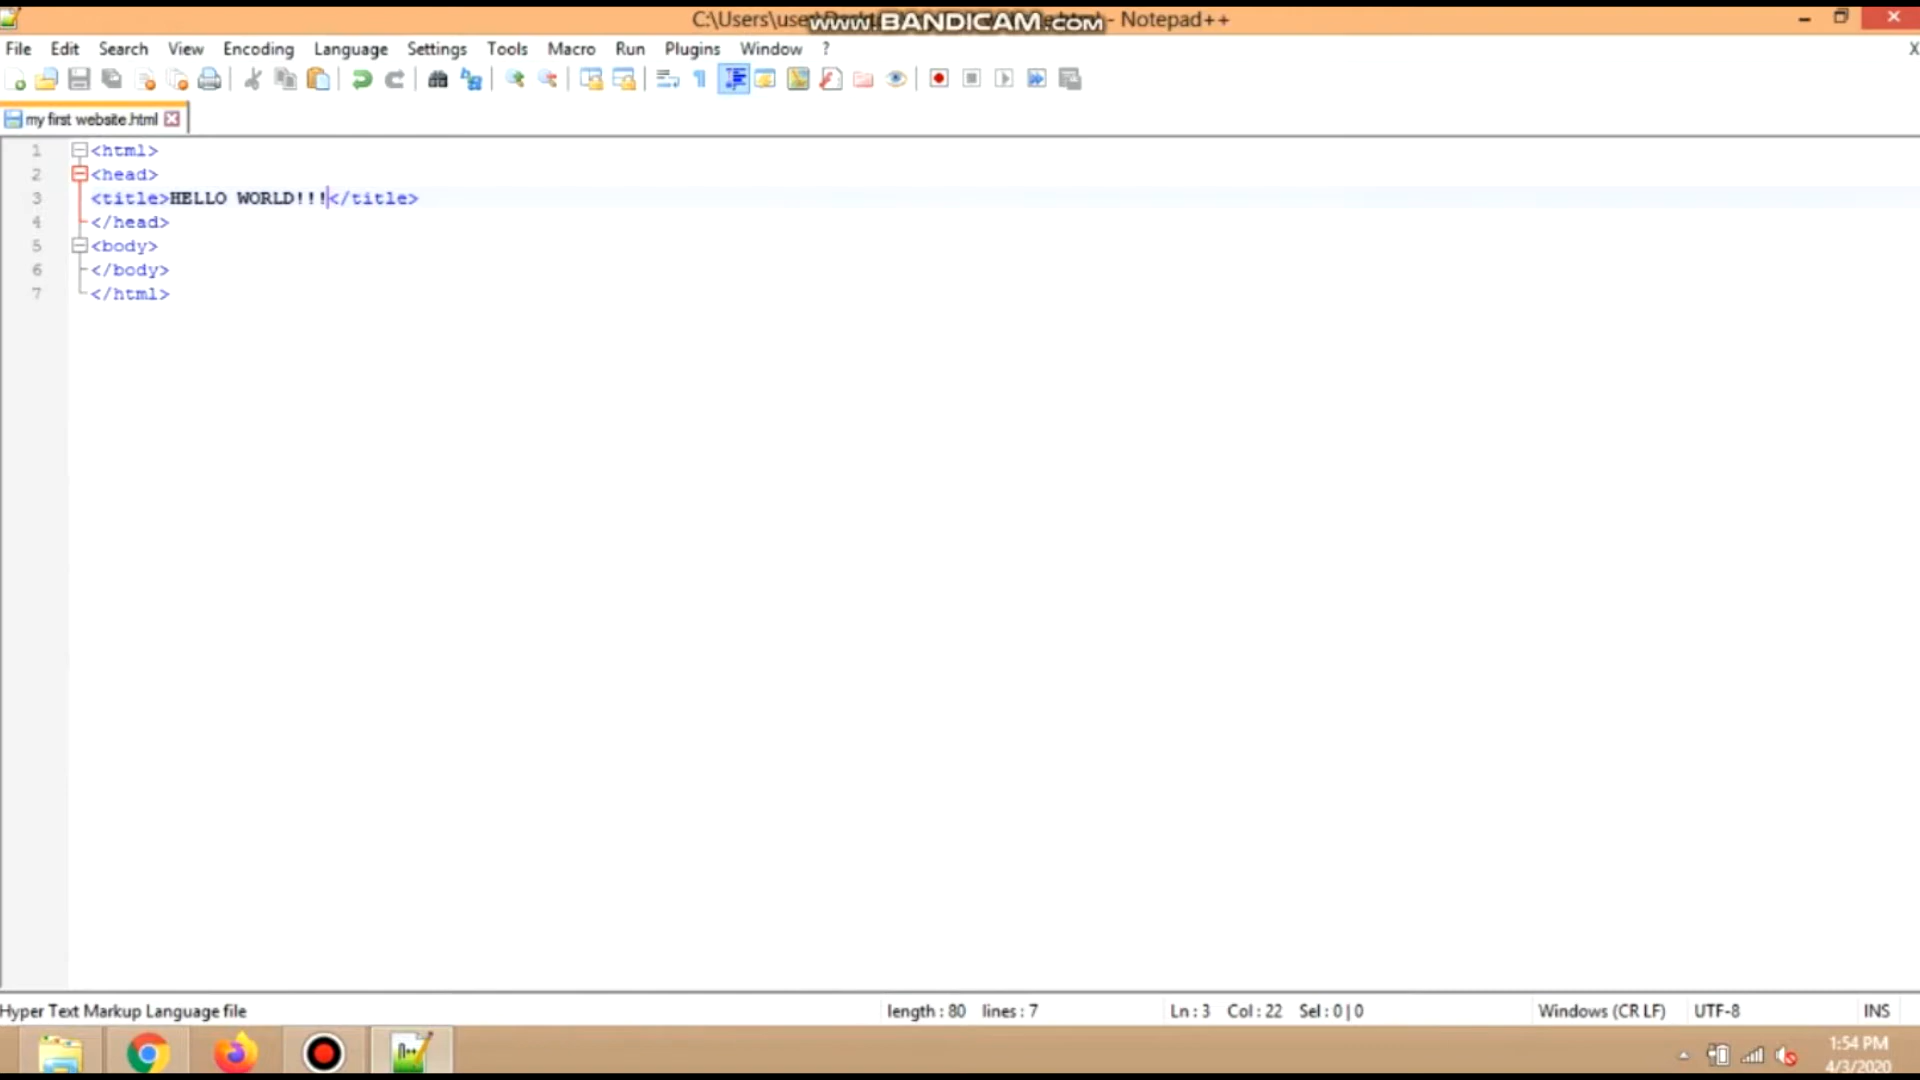 C:\Users\use www.BANDICAM.com - Notepad++
File Edit Search View Encoding Language Settings Tools Macro Run Plugins Window ?
X
my first website.html
1 <html>
2 <head>
3 <title>HELLO WORLD!!!</title>
4 </head>
5 <body>
6 </body>
7 </html>
Hyper Text Markup Language file length : 80 lines : 7 Ln : 3 Col : 22 Sel : 0 | 0 Windows (CR LF) UTF-8 INS
1:54 PM
4/3/2020